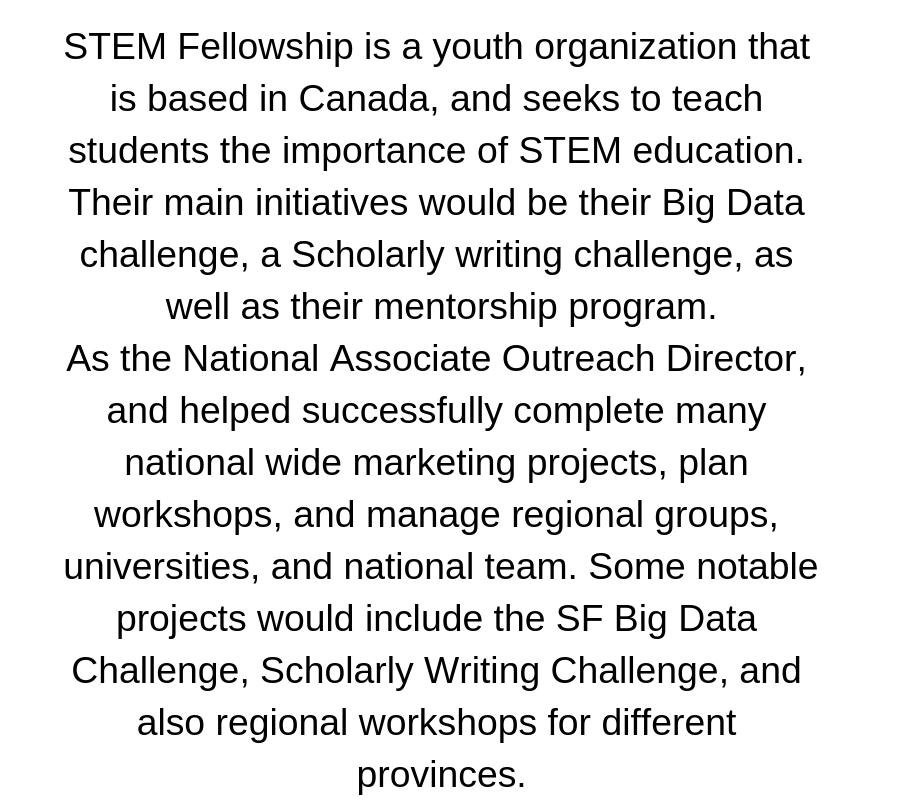 STEM Fellowship is a youth organization that
is based in Canada, and seeks to teach
students the importance of STEM education.
Their main initiatives would be their Big Data
challenge, a Scholarly writing challenge, as
well as their mentorship program.
As the National Associate Outreach Director,
and helped successfully complete many
national wide marketing projects, plan
workshops, and manage regional groups,
universities, and national team. Some notable
projects would include the SF Big Data
Challenge, Scholarly Writing Challenge, and
also regional workshops for different
provinces.